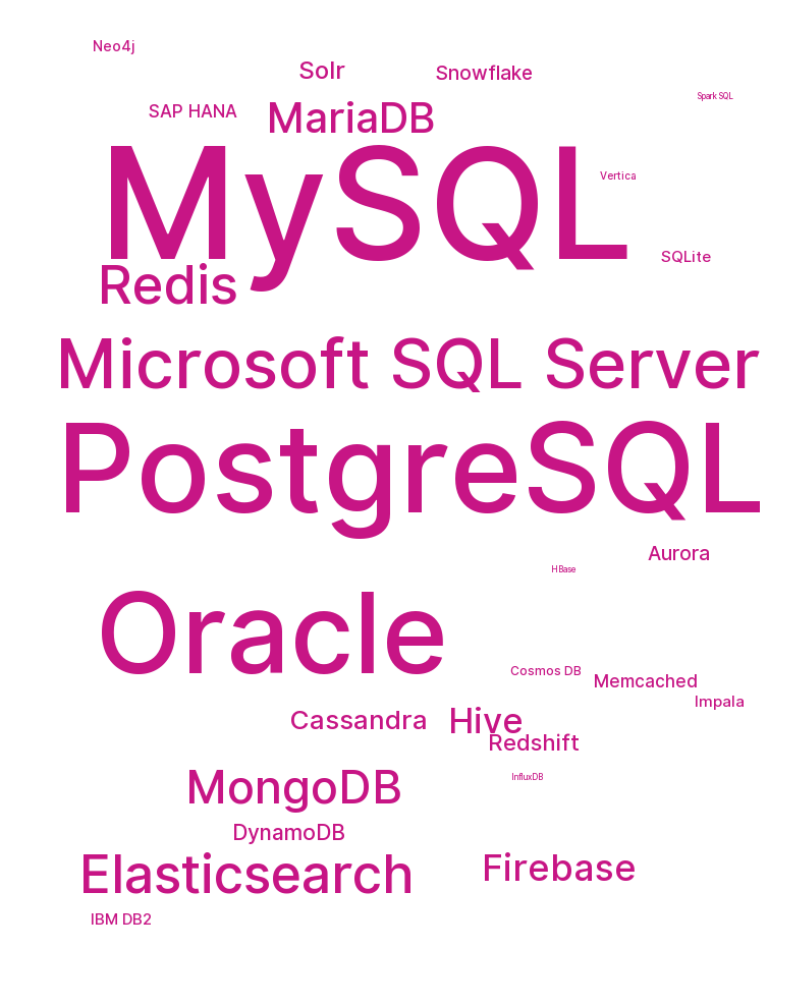 Neo4j
Solr
Snowflake
Spark SQL
SAP HANA
MariaDB
MySQL
Vertica
SQLite
Redis
Microsoft SQL Server
PostgreSQL
Aurora
HBase
Oracle
Cosmos DB
Memcached
Impala
Cassandra
Hive
Redshift
InfluxDB
MongoDB
DynamoDB
Elasticsearch
Firebase
IBM DB2